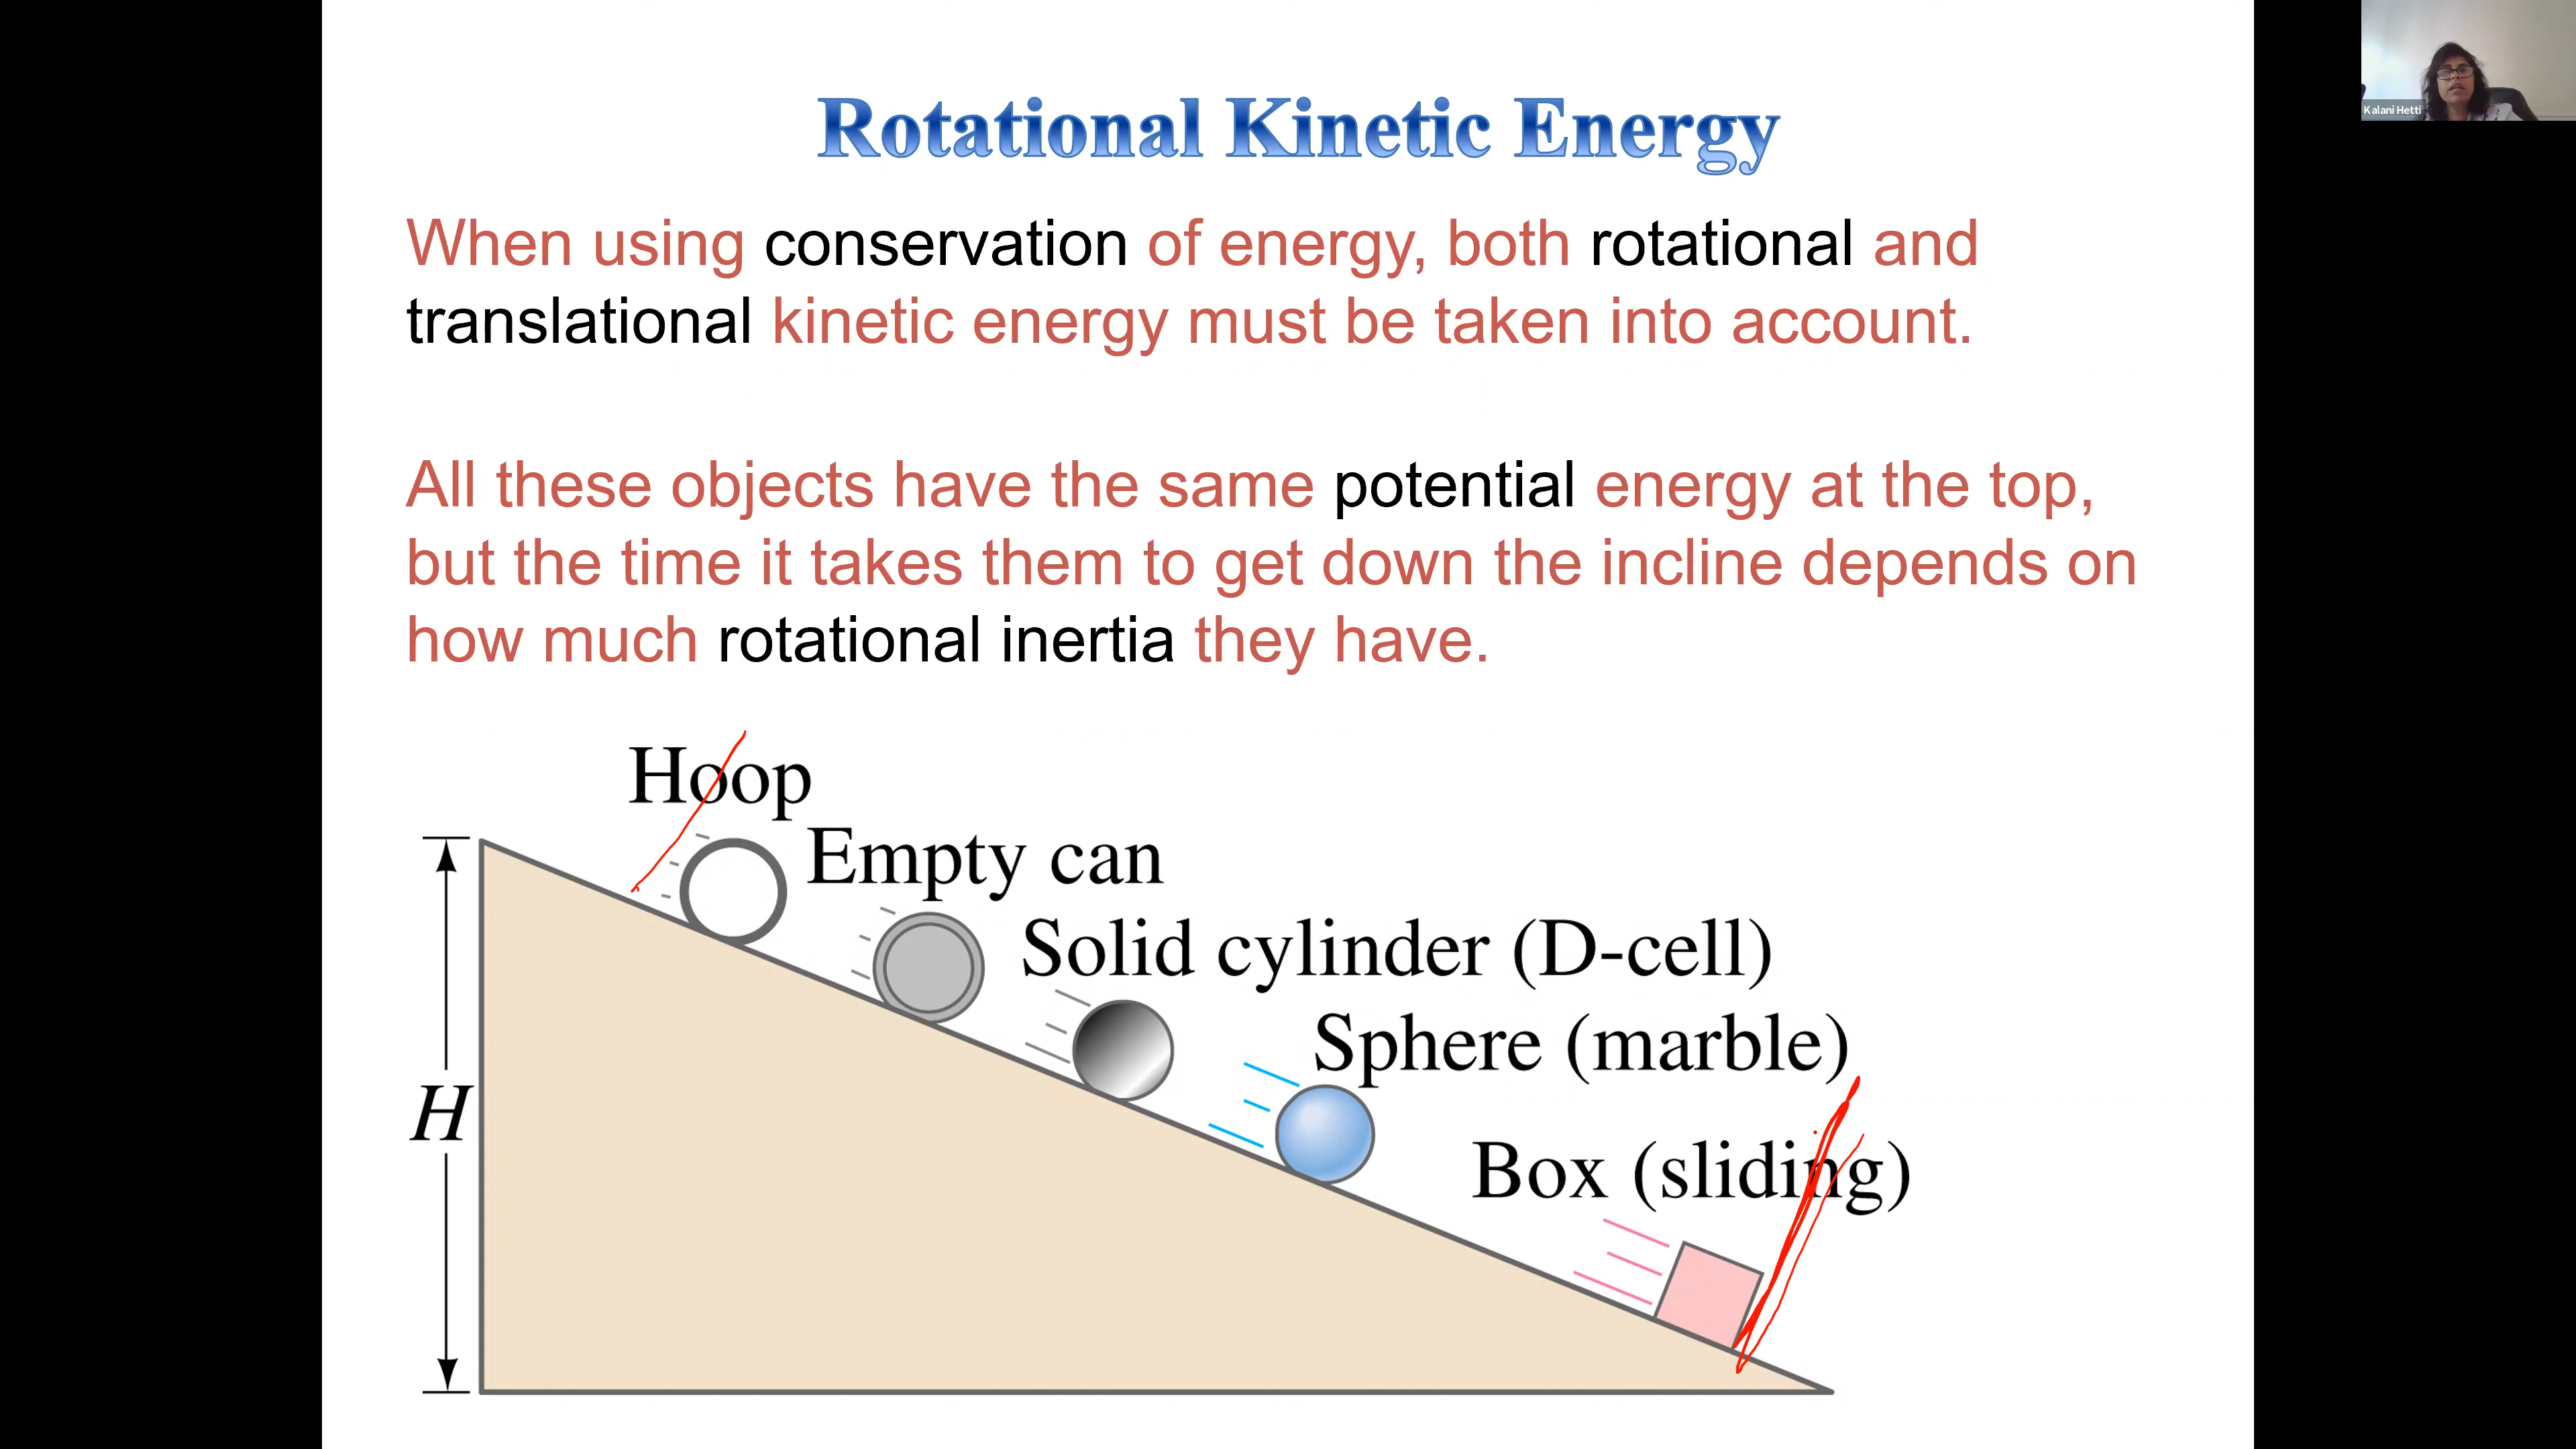 Rotational Kinetic Energy
Kalani Hetti
When using conservation of energy, both rotational and
translational kinetic energy must be taken into account.
All these objects have the same potential energy at the top,
but the time it takes them to get down the incline depends on
how much rotational inertia they have.
Hoop
Empty can
Solid cylinder (D-cell)
Sphere (marble)
H
Box (sliding)